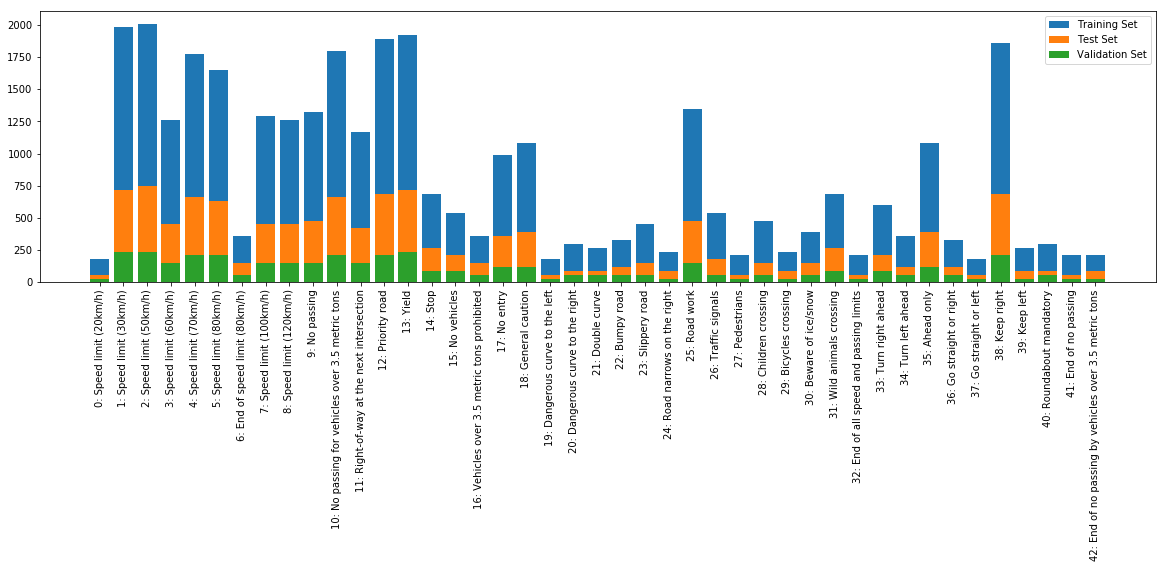 2000
1750
1500
1250
1000
750
500
250
0
Training Set
Test Set
Validation Set
0: Speed limit (20km/h)
1: Speed limit (30km/h)
2: Speed limit (50km/h)
3: Speed limit (60km/h)
4: Speed limit (70km/h)
5: Speed limit (80km/h)
6: End of speed limit (80km/h)
7: Speed limit (100km/h)
8: Speed limit (120km/h)
9: No passing
10: No passing for vehicles over 3.5 metric tons
11: Right-of-way at the next intersection
12: Priority road
13: Yield
14: Stop
15: No vehicles
16: Vehicles over 3.5 metric tons prohibited
17: No entry
18: General caution
19: Dangerous curve to the left
20: Dangerous curve to the right
21: Double curve
22: Bumpy road
23: Slippery road
24: Road narrows on the right
25: Road work
26: Traffic signals
27: Pedestrians
28: Children crossing
29: Bicycles crossing
30: Beware of ice/snow
31: Wild animals crossing
32: End of all speed and passing limits
33: Turn right ahead
34: Turn left ahead
35: Ahead only
36: Go straight or right
37: Go straight or left
38: Keep right
39: Keep left
40: Roundabout mandatory
41: End of no passing
42: End of no passing by vehicles over 3.5 metric tons